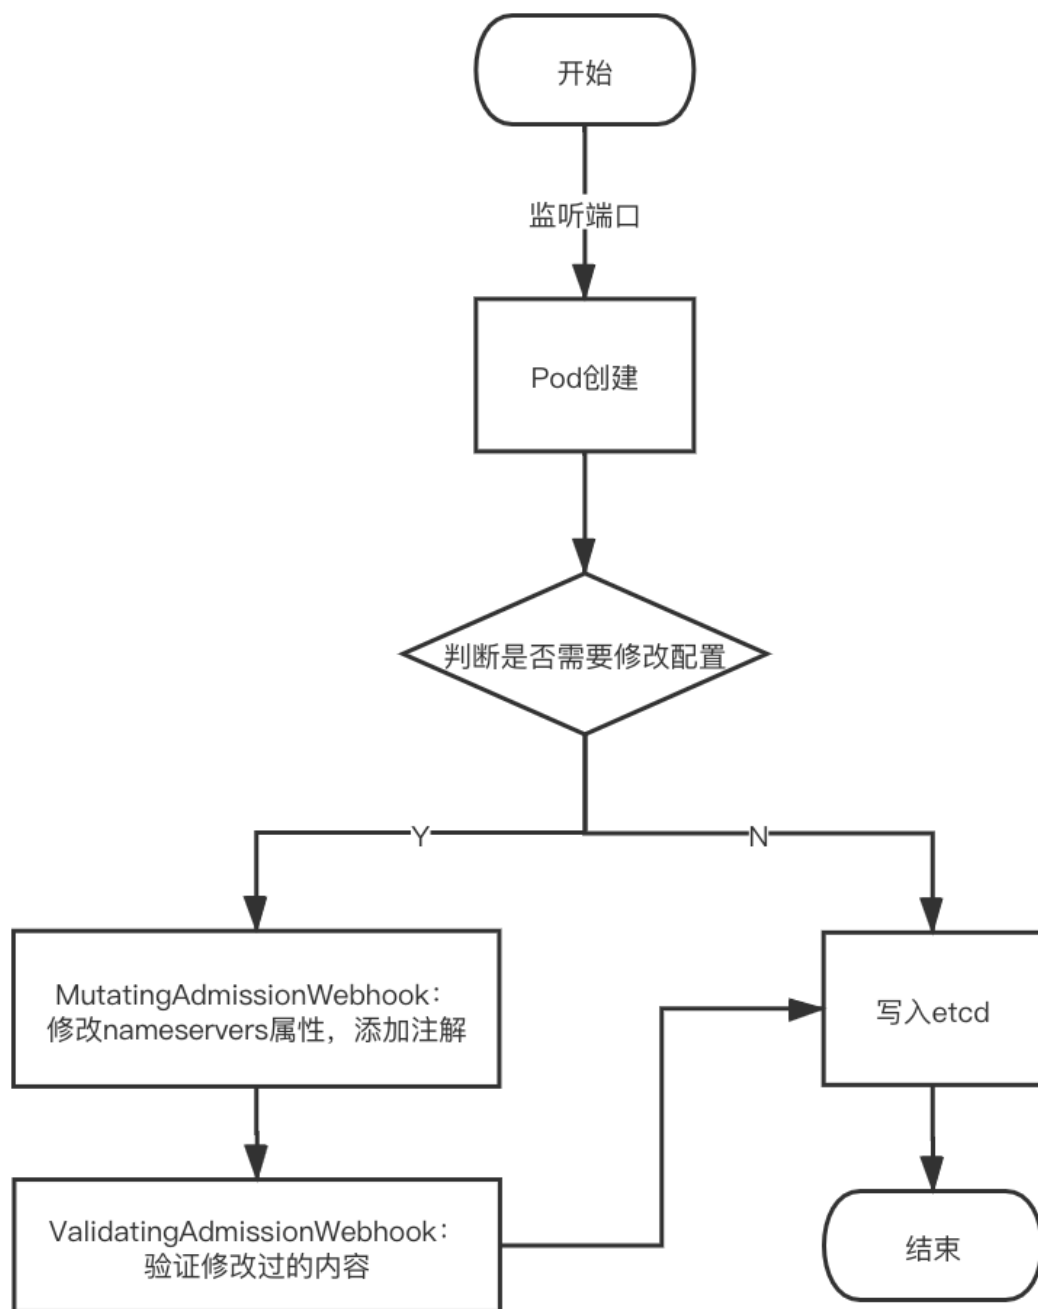 开始
监听端口
Pod创建
判断是否需要修改配置
Y
N
MutatingAdmissionWebhook：
修改nameservers属性，添加注解
写入etcd
ValidatingAdmissionWebhook：
验证修改过的内容
结束